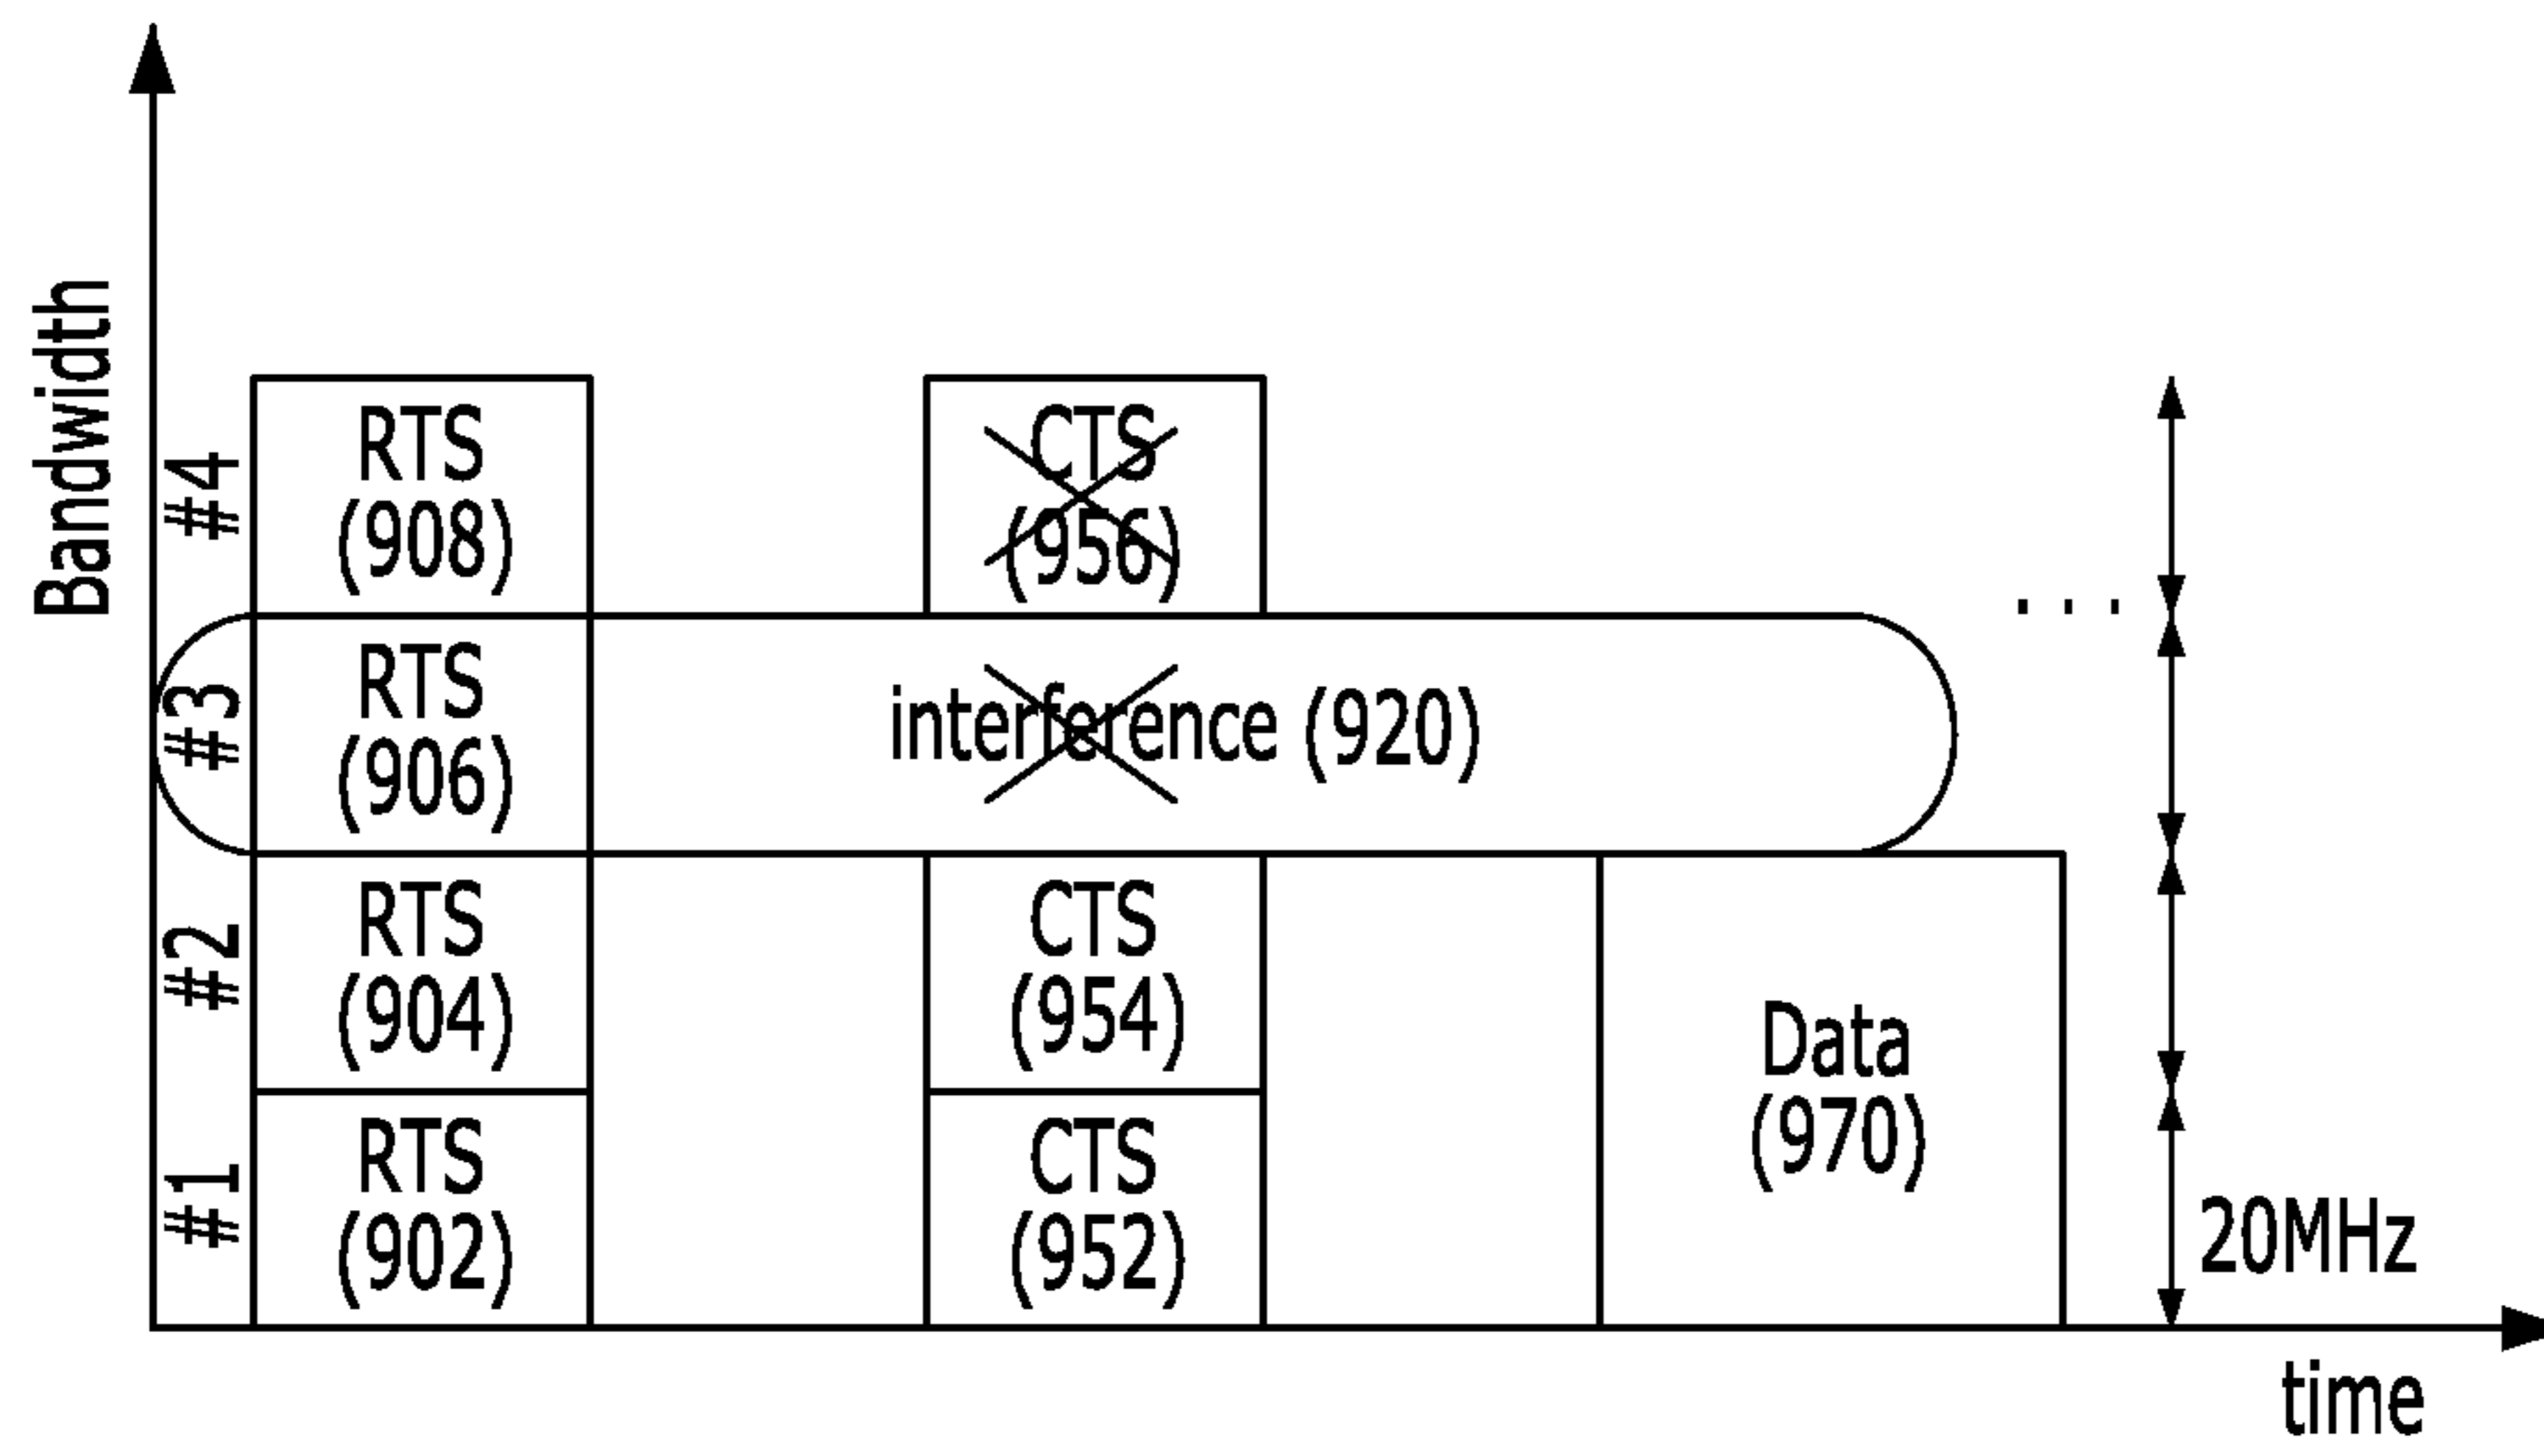 Bandwidth
#4
RTS
(908)
CTS
(956)
#3
RTS
(906)
interference (920)
. . .
#2
RTS
(904)
CTS
(954)
Data
(970)
#1
RTS
(902)
CTS
(952)
20MHz
time